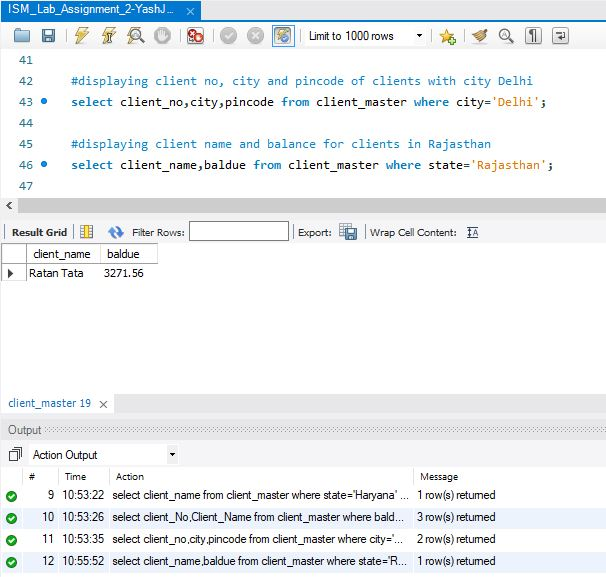 ISM_Lab_Assignment_2-YashJ...
Limit to 1000 rows
41
42 #displaying client no, city and pincode of clients with city Delhi
43 select client_no,city,pincode from client_master where city='Delhi';
44
45 #displaying client name and balance for clients in Rajasthan
46 select client_name,baldue from client_master where state='Rajasthan';
47
Result Grid Filter Rows: Export: Wrap Cell Content: IA
client_name baldue
Ratan Tata 3271.56
client_master 19
Output
Action Output
# Time Action Message
9 10:53:22 select client_name from client_master where state='Haryana' ... 1 row(s) returned
10 10:53:26 select client_No,Client_Name from client_master where bald... 3 row(s) returned
11 10:53:35 select client_no,city,pincode from client_master where city='... 2 row(s) returned
12 10:55:52 select client_name,baldue from client_master where state='R... 1 row(s) returned